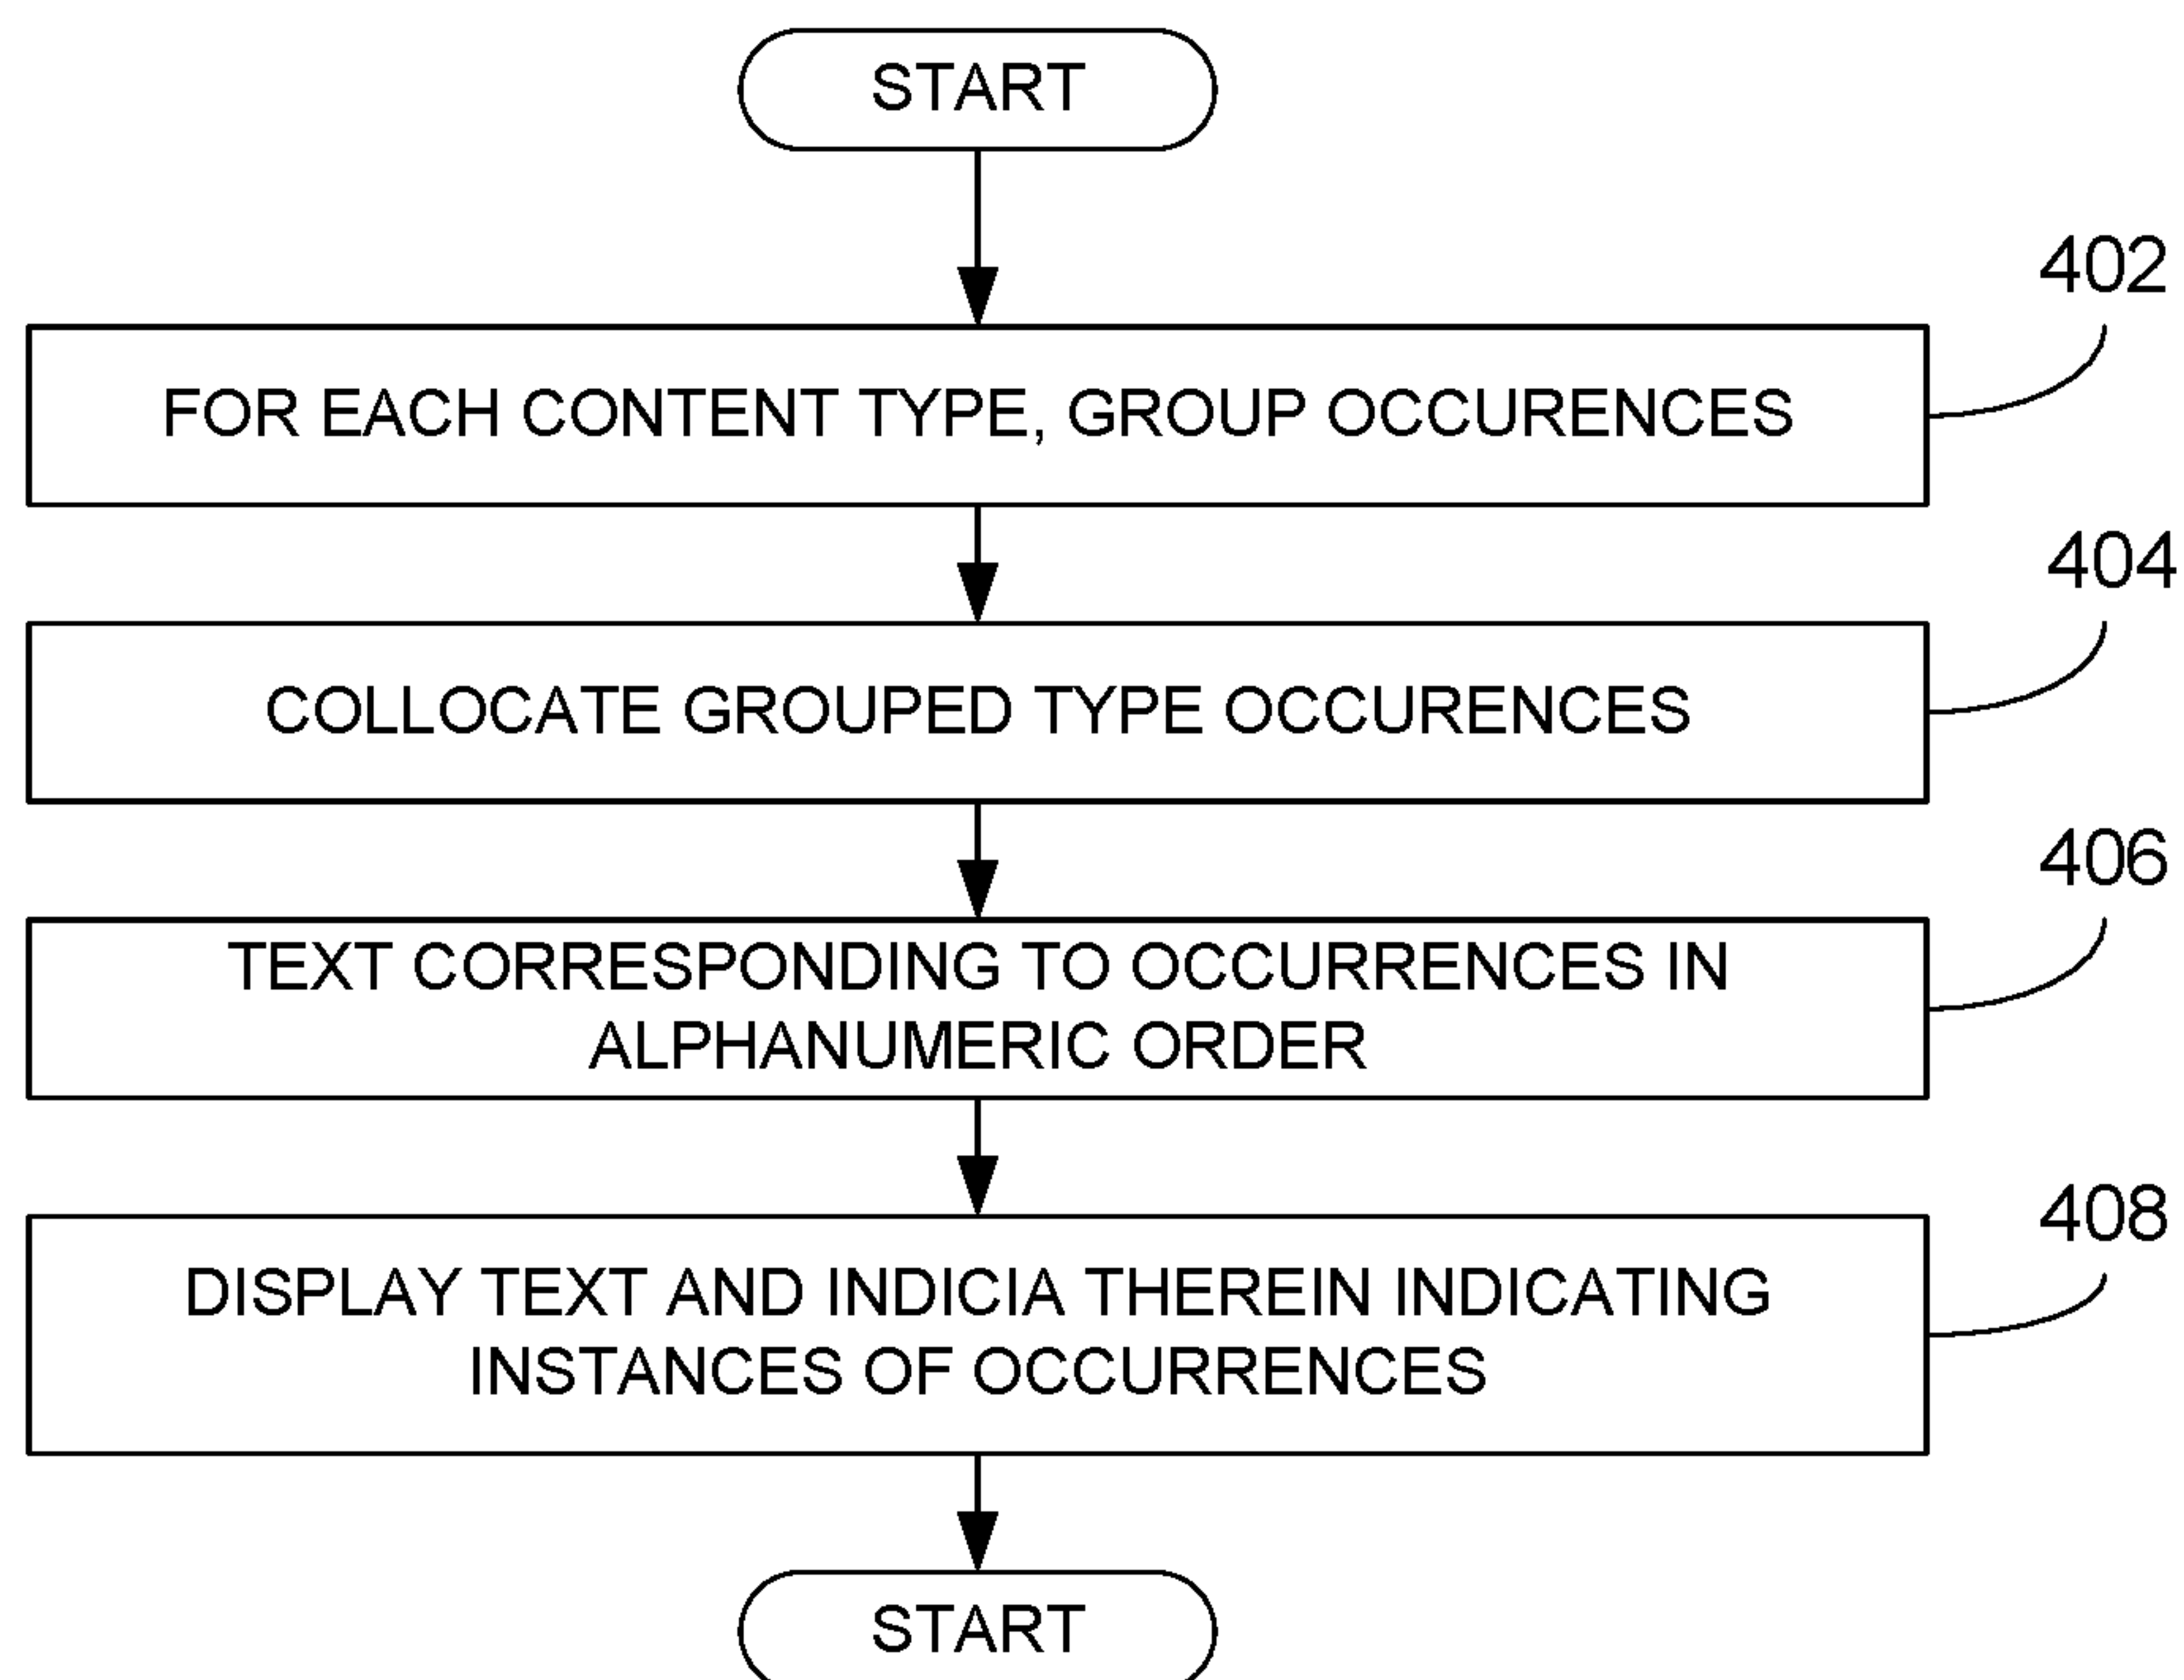 START
402
FOR EACH CONTENT TYPE, GROUP OCCURENCES
404
COLLOCATE GROUPED TYPE OCCURENCES
406
TEXT CORRESPONDING TO OCCURRENCES IN
ALPHANUMERIC ORDER
408
DISPLAY TEXT AND INDICIA THEREIN INDICATING
INSTANCES OF OCCURRENCES
START